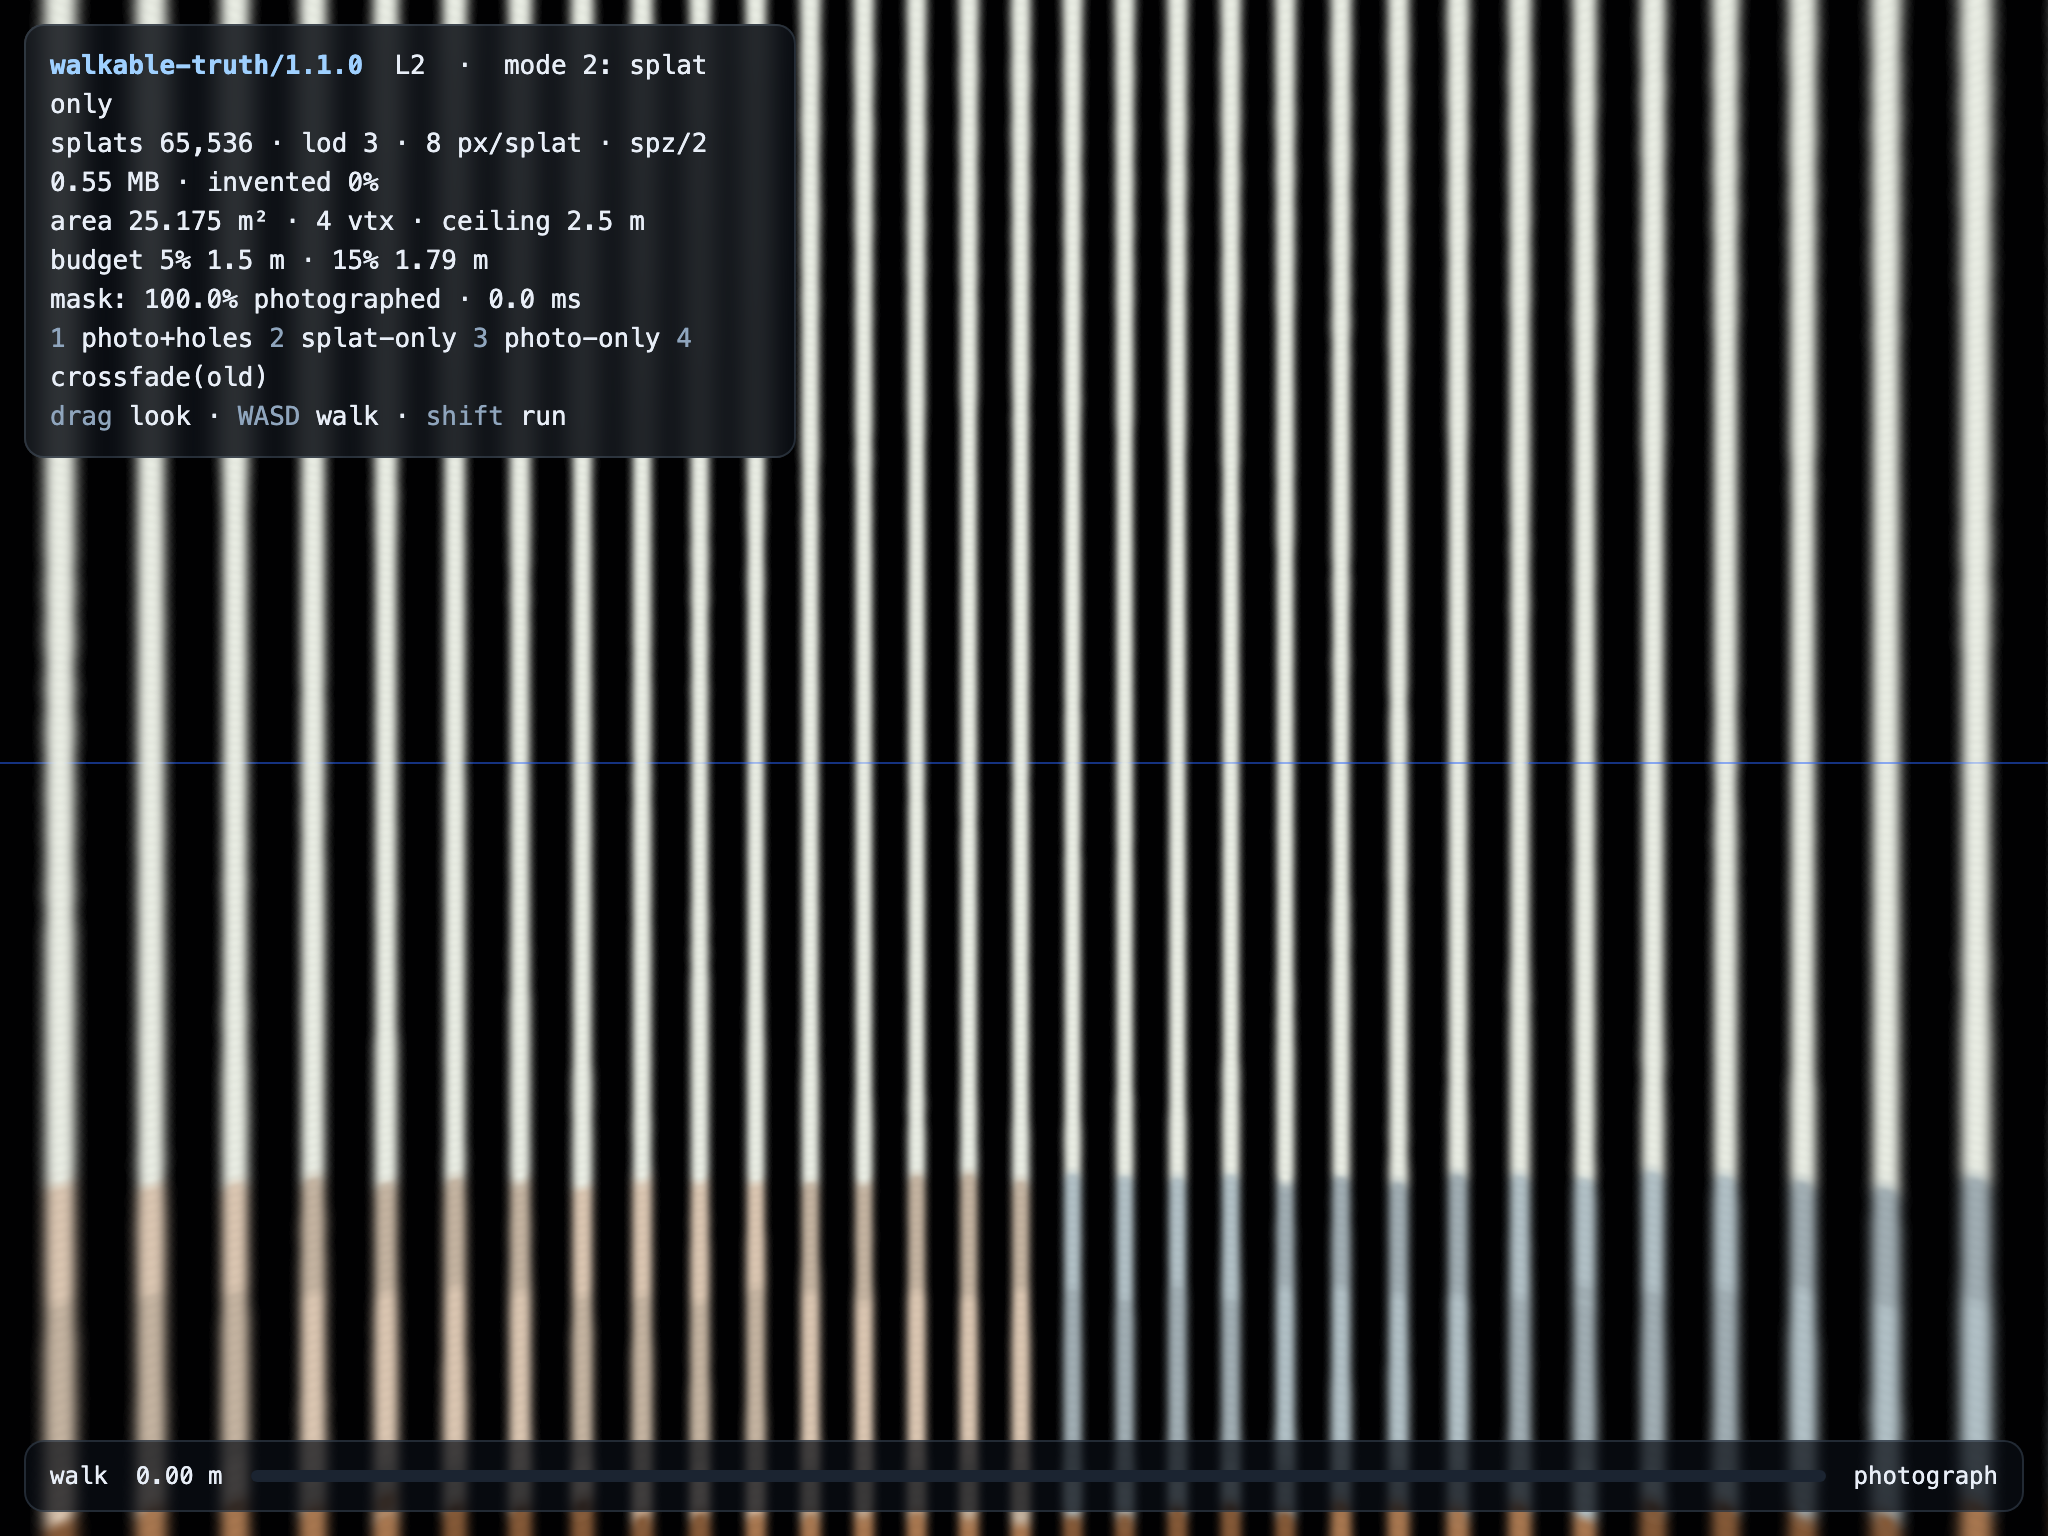 walkable-truth/1.1.0 L2 · mode 2: splat
only
splats 65,536 · lod 3 · 8 px/splat · spz/2
0.55 MB · invented 0%
area 25.175 m² · 4 vtx · ceiling 2.5 m
budget 5% 1.5 m · 15% 1.79 m
mask: 100.0% photographed · 0.0 ms
1 photo+holes 2 splat-only 3 photo-only 4
crossfade(old)
drag look · WASD walk · shift run
walk 0.00 m photograph